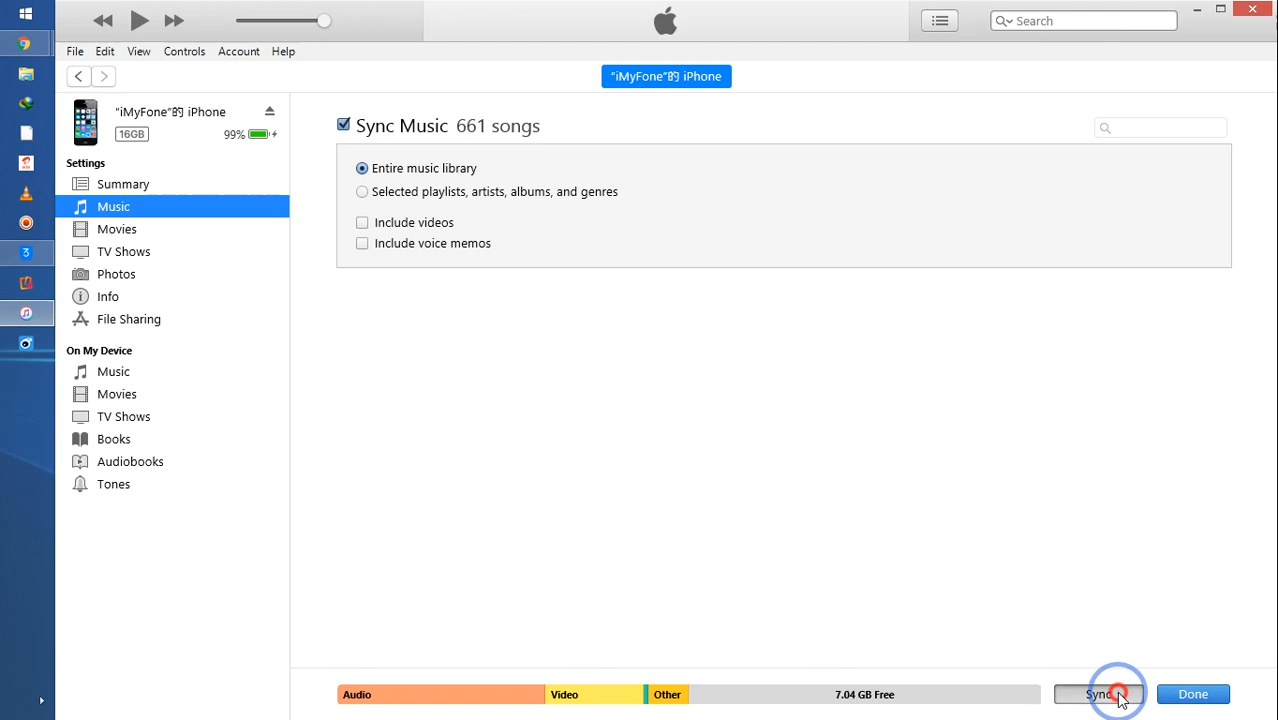 Search
File Edit View Controls Account Help
“iMyFone”的 iPhone
“iMyFone”的 iPhone
16GB 99%
Settings
Summary
Music
Movies
TV Shows
Photos
Info
File Sharing
On My Device
Music
Movies
TV Shows
Books
Audiobooks
Tones
Sync Music 661 songs
Entire music library
Selected playlists, artists, albums, and genres
Include videos
Include voice memos
Audio Video Other 7.04 GB Free Sync Done